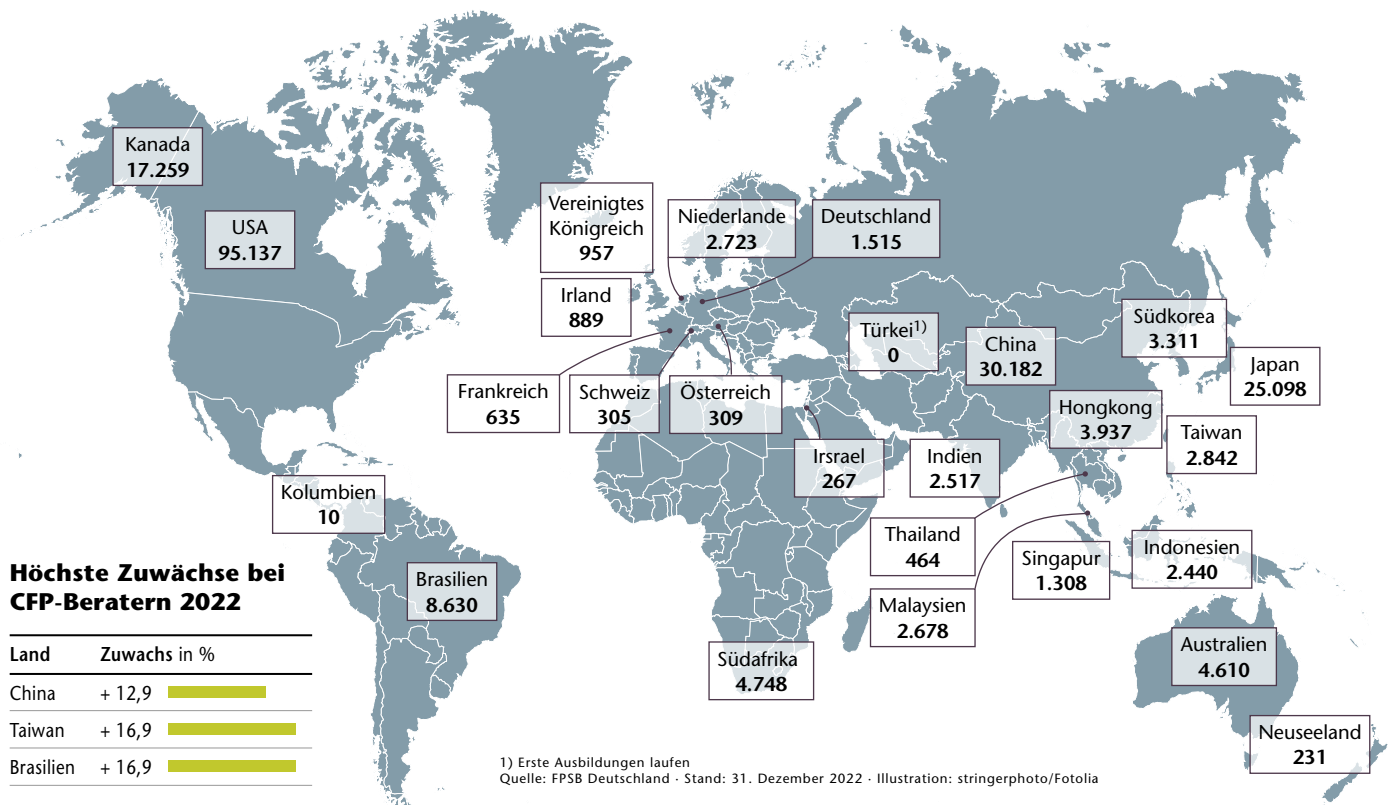 Kanada
17.259
USA
95.137
Vereinigtes
Königreich
957
Niederlande
2.723
Deutschland
1.515
Irland
889
Türkei1)
0
China
30.182
Südkorea
3.311
Japan
25.098
Frankreich
635
Schweiz
305
Österreich
309
Hongkong
3.937
Taiwan
2.842
Irsrael
267
Indien
2.517
Kolumbien
10
Thailand
464
Singapur
1.308
Indonesien
2.440
Brasilien
8.630
Malaysien
2.678
Südafrika
4.748
Australien
4.610
Neuseeland
231
Höchste Zuwächse bei
CFP-Beratern 2022
Land Zuwachs in %
China + 12,9
Taiwan + 16,9
Brasilien + 16,9
1) Erste Ausbildungen laufen
Quelle: FPSB Deutschland · Stand: 31. Dezember 2022 · Illustration: stringerphoto/Fotolia